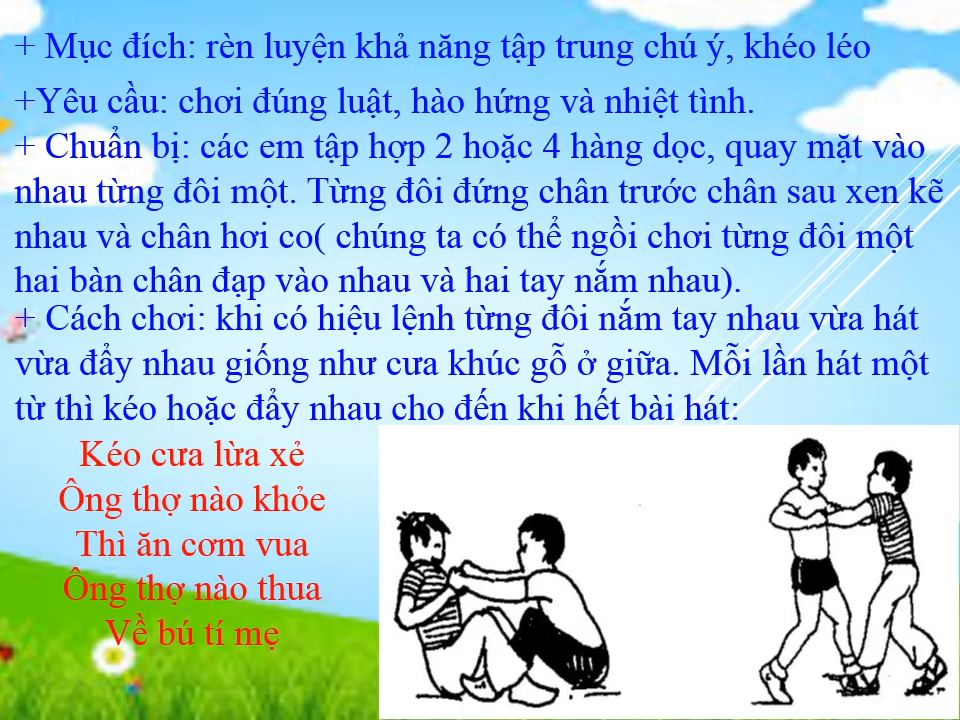 + Mục đích: rèn luyện khả năng tập trung chú ý, khéo léo
+Yêu cầu: chơi đúng luật, hào hứng và nhiệt tình.
+ Chuẩn bị: các em tập hợp 2 hoặc 4 hàng dọc, quay mặt vào
nhau từng đôi một. Từng đôi đứng chân trước chân sau xen kẽ
nhau và chân hơi co( chúng ta có thể ngồi chơi từng đôi một
hai bàn chân đạp vào nhau và hai tay nắm nhau).
+ Cách chơi: khi có hiệu lệnh từng đôi nắm tay nhau vừa hát
vừa đẩy nhau giống như cưa khúc gỗ ở giữa. Mỗi lần hát một
từ thì kéo hoặc đẩy nhau cho đến khi hết bài hát:
Kéo cưa lừa xẻ
Ông thợ nào khỏe
Thì ăn cơm vua
Ông thợ nào thua
Về bú tí mẹ